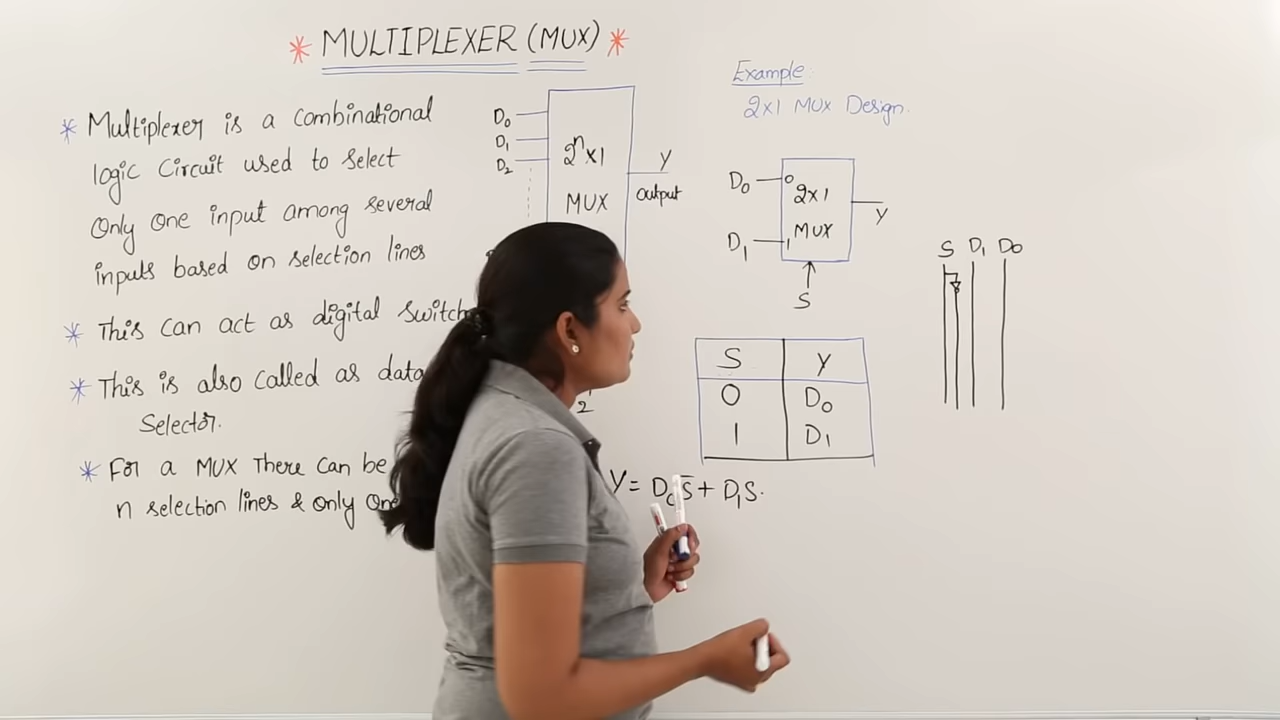 * MULTIPLEXER (MUX) *
* Multiplexer is a Combinational
logic Circuit used to select
Only one input among several
inputs based on selection lines
* This can act as digital switch
* This is also called as data
Selector.
* For a MUX There can be
n selection lines & only One
D0
D1
D2
2^n x1
MUX
Y
Output
2
Example:
2x1 MUX Design.
D0
D1
0
1
2x1
MUX
Y
S
S Y
0 D0
1 D1
Y = D0S̅ + D1S.
S D1 D0